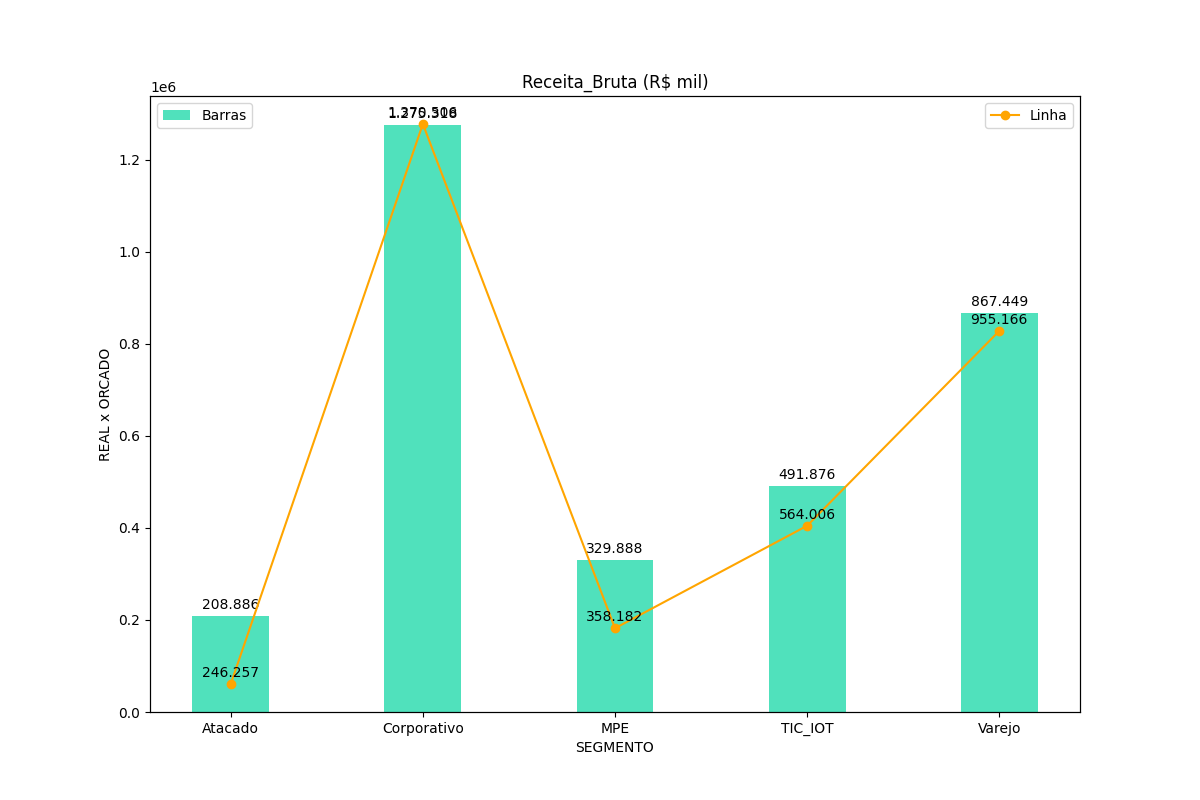 Receita_Bruta (R$ mil)
1e6
Barras
Linha
1.2
1.0
0.8
0.6
0.4
0.2
0.0
REAL x ORCADO
867.449
955.166
491.876
564.006
329.888
358.182
208.886
246.257
Atacado
Corporativo
MPE
TIC_IOT
Varejo
SEGMENTO